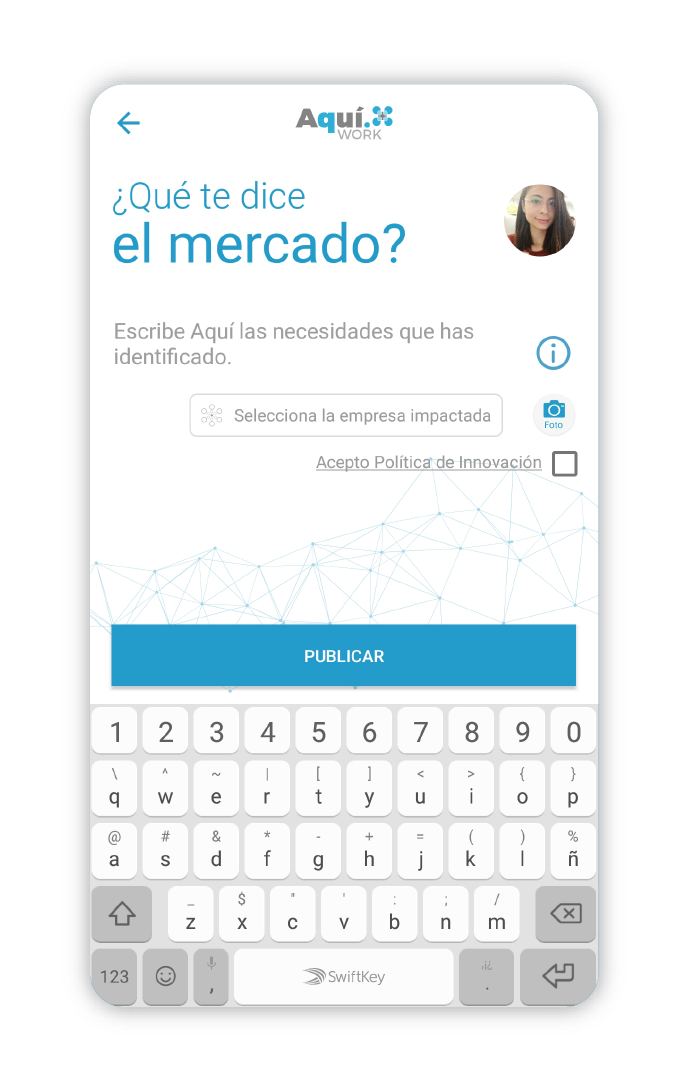 Aquí.
WORK
¿Qué te dice
el mercado?
Escribe Aquí las necesidades que has
identificado.
Selecciona la empresa impactada
Foto
Acepto Política de Innovación
PUBLICAR
1 2 3 4 5 6 7 8 9 0
\ ^ ~ | [ ] < > { }
q w e r t y u i o p
@ # & * - + = ( ) %
a s d f g h j k l ñ
_ $ " ' : ; /
z x c v b n m
123 , SwiftKey .